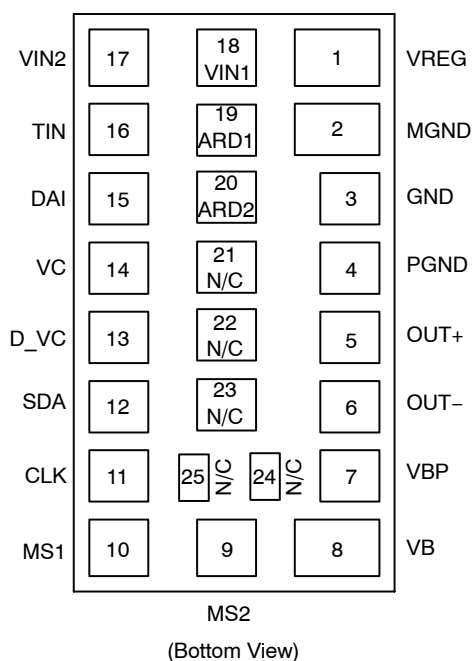 VIN2 17 18 VIN1 1 VREG
TIN 16 19 ARD1 2 MGND
DAI 15 20 ARD2 3 GND
VC 14 21 N/C 4 PGND
D_VC 13 22 N/C 5 OUT+
SDA 12 23 N/C 6 OUT−
CLK 11 25 N/C 24 N/C 7 VBP
MS1 10 9 8 VB
MS2
(Bottom View)